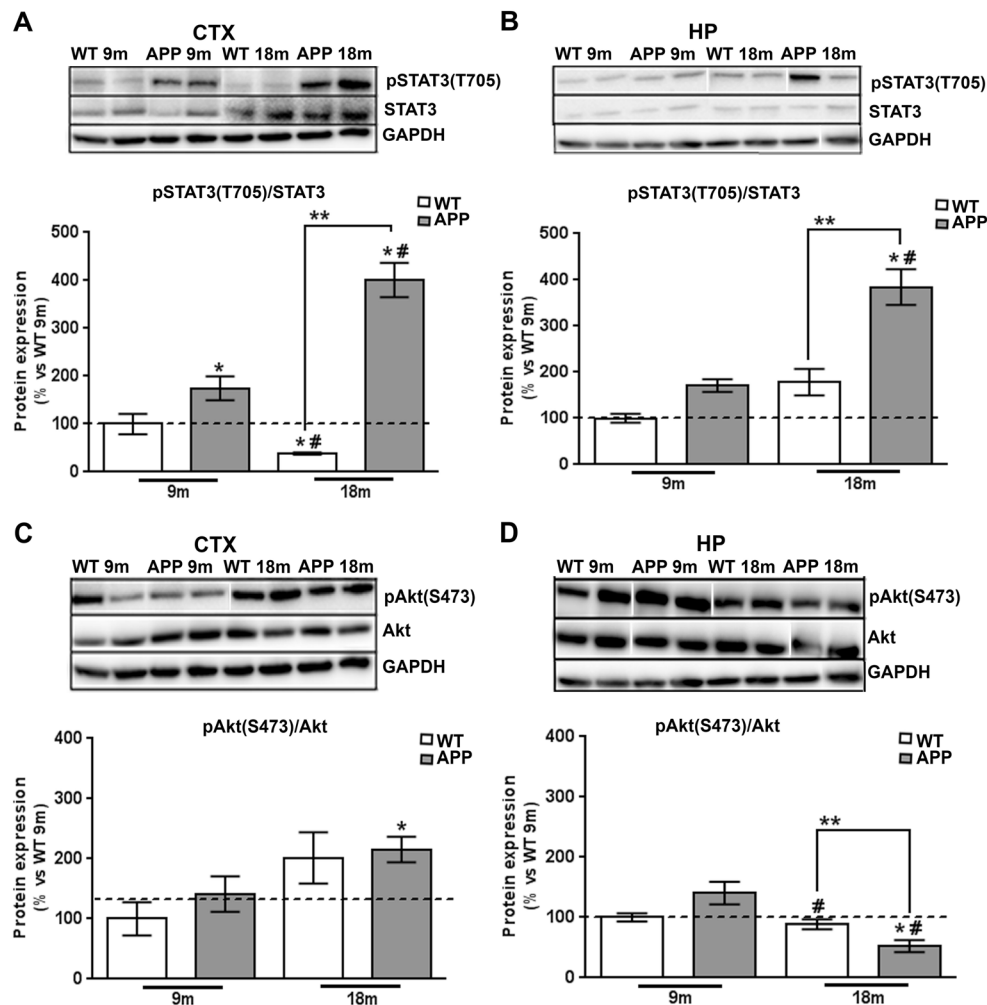 A
CTX
WT 9m APP 9m WT 18m APP 18m
pSTAT3(T705)
STAT3
GAPDH
pSTAT3(T705)/STAT3
WT
APP
Protein expression
(% vs WT 9m)
500
400
300
200
100
0
*
* #
**
* #
9m
18m
B
HP
WT 9m APP 9m WT 18m APP 18m
pSTAT3(T705)
STAT3
GAPDH
pSTAT3(T705)/STAT3
WT
APP
Protein expression
(% vs WT 9m)
500
400
300
200
100
0
**
* #
9m
18m
C
CTX
WT 9m APP 9m WT 18m APP 18m
pAkt(S473)
Akt
GAPDH
pAkt(S473)/Akt
WT
APP
Protein expression
(% vs WT 9m)
400
300
200
100
0
*
9m
18m
D
HP
WT 9m APP 9m WT 18m APP 18m
pAkt(S473)
Akt
GAPDH
pAkt(S473)/Akt
WT
APP
Protein expression
(% vs WT 9m)
400
300
200
100
0
**
#
* #
9m
18m